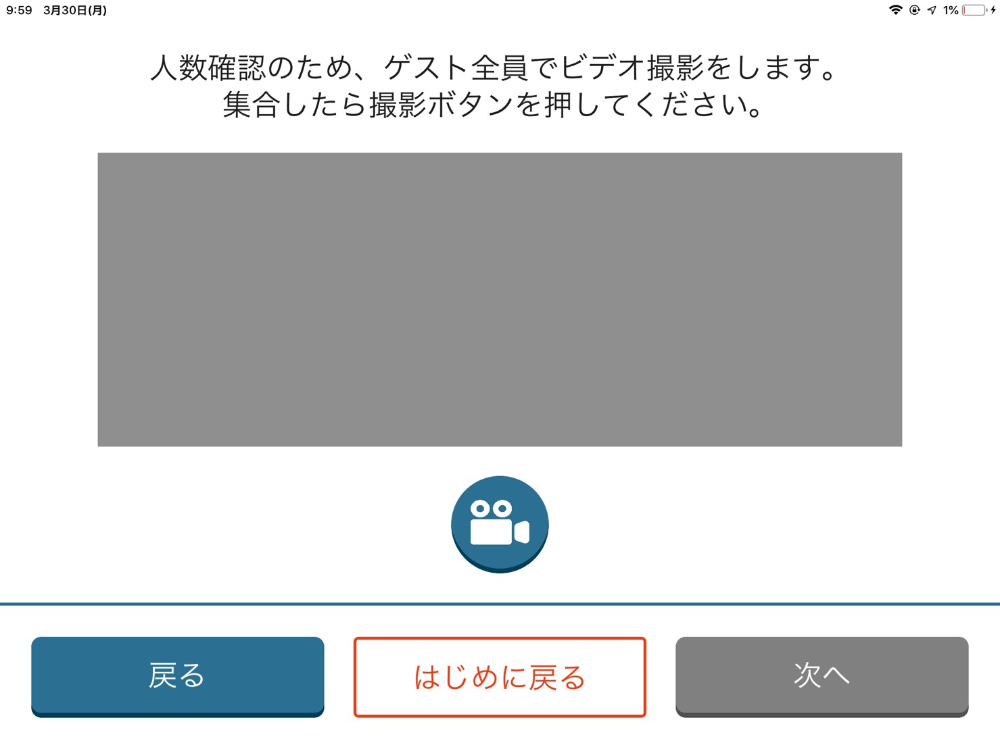 9:59 3月30日(月) 1%
人数確認のため、ゲスト全員でビデオ撮影をします。
集合したら撮影ボタンを押してください。
戻る
はじめに戻る
次へ